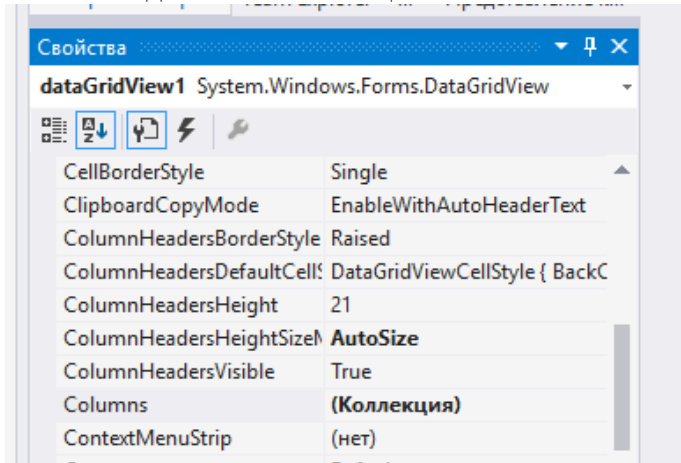 Свойства
dataGridView1 System.Windows.Forms.DataGridView
CellBorderStyle Single
ClipboardCopyMode EnableWithAutoHeaderText
ColumnHeadersBorderStyle Raised
ColumnHeadersDefaultCellS DataGridViewCellStyle { BackC
ColumnHeadersHeight 21
ColumnHeadersHeightSizeM AutoSize
ColumnHeadersVisible True
Columns (Коллекция)
ContextMenuStrip (нет)